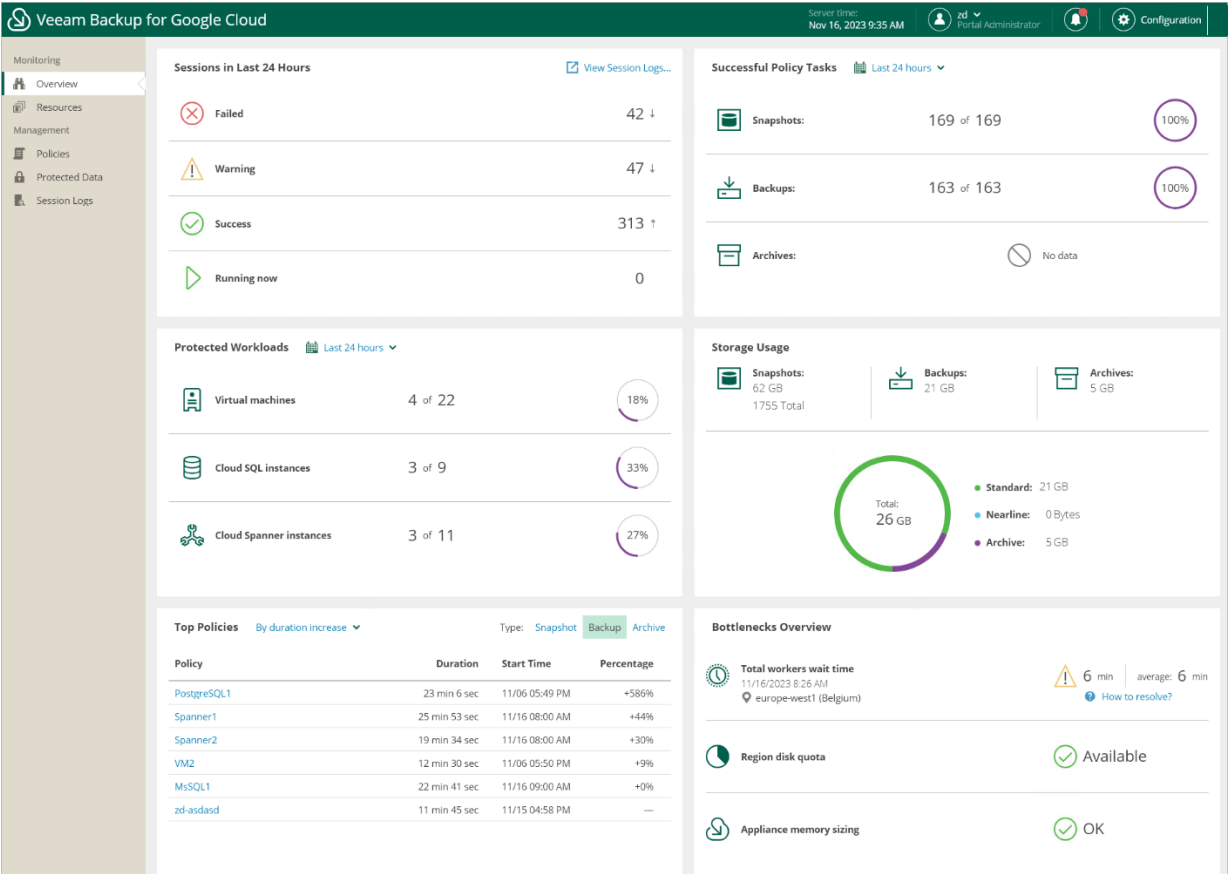 Veeam Backup for Google Cloud
Server time:
Nov 16, 2023 9:35 AM
zd
Portal Administrator
Configuration
Monitoring
Overview
Resources
Management
Policies
Protected Data
Session Logs
Sessions in Last 24 Hours
View Session Logs...
Failed 42 ↓
Warning 47 ↓
Success 313 ↑
Running now 0
Successful Policy Tasks Last 24 hours
Snapshots: 169 of 169 100%
Backups: 163 of 163 100%
Archives: No data
Protected Workloads Last 24 hours
Virtual machines 4 of 22 18%
Cloud SQL instances 3 of 9 33%
Cloud Spanner instances 3 of 11 27%
Storage Usage
Snapshots:
62 GB
1755 Total
Backups:
21 GB
Archives:
5 GB
Total:
26 GB
Standard: 21 GB
Nearline: 0 Bytes
Archive: 5 GB
Top Policies By duration increase Type: Snapshot Backup Archive
Policy Duration Start Time Percentage
PostgreSQL1 23 min 6 sec 11/06 05:49 PM +586%
Spanner1 25 min 53 sec 11/16 08:00 AM +44%
Spanner2 19 min 34 sec 11/16 08:00 AM +30%
VM2 12 min 30 sec 11/06 05:50 PM +9%
MsSQL1 22 min 41 sec 11/16 09:00 AM +0%
zd-asdasd 11 min 45 sec 11/15 04:58 PM —
Bottlenecks Overview
Total workers wait time
11/16/2023 8:26 AM
europe-west1 (Belgium)
6 min average: 6 min
How to resolve?
Region disk quota Available
Appliance memory sizing OK